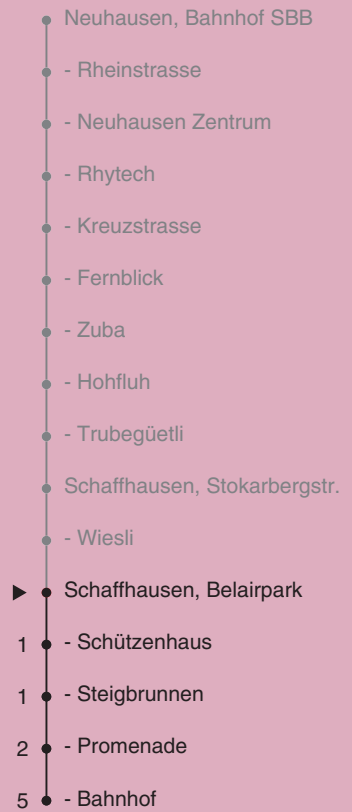 Neuhausen, Bahnhof SBB
- Rheinstrasse
- Neuhausen Zentrum
- Rhytech
- Kreuzstrasse
- Fernblick
- Zuba
- Hohfluh
- Trubegüetli
Schaffhausen, Stokarbergstr.
- Wiesli
Schaffhausen, Belairpark
1 - Schützenhaus
1 - Steigbrunnen
2 - Promenade
5 - Bahnhof